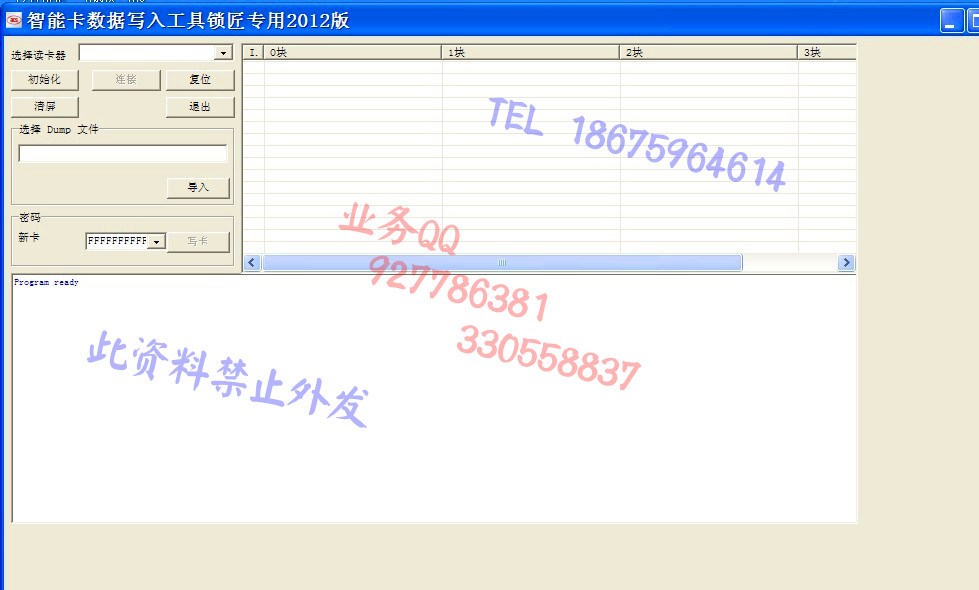 智能卡数据写入工具锁匠专用2012版
选择读卡器
初始化 连接 复位
清屏 退出
选择 Dump 文件
导入
密码
新卡 FFFFFFFFFF 写卡
I. 0块 1块 2块 3块
TEL 18675964614
业务QQ
927786381
330558837
Program ready
此资料禁止外发